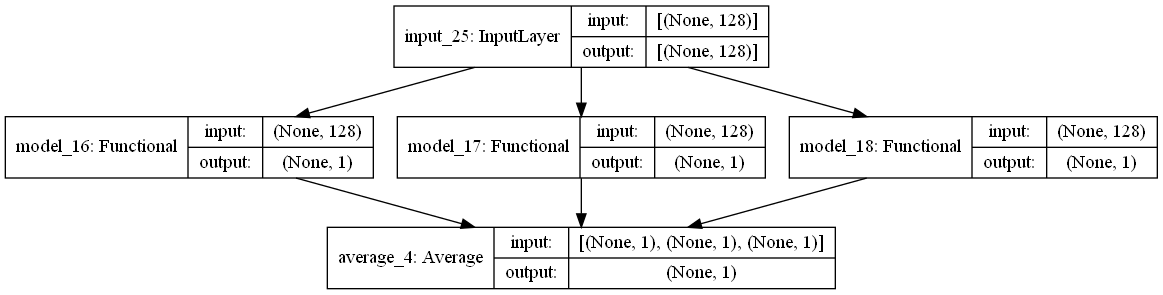 input_25: InputLayer
input: [(None, 128)]
output: [(None, 128)]
model_16: Functional
input: (None, 128)
output: (None, 1)
model_17: Functional
input: (None, 128)
output: (None, 1)
model_18: Functional
input: (None, 128)
output: (None, 1)
average_4: Average
input: [(None, 1), (None, 1), (None, 1)]
output: (None, 1)